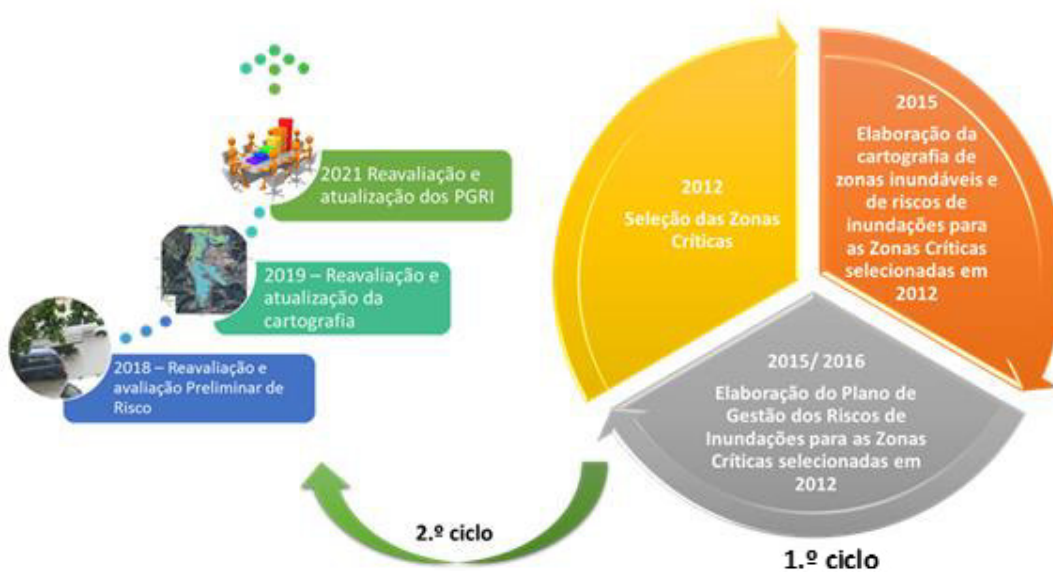 2021 Reavaliação e
atualização dos PGRI
2019 – Reavaliação e
atualização da
cartografia
2018 – Reavaliação e
avaliação Preliminar de
Risco
2012
Seleção das Zonas
Críticas
2015
Elaboração da
cartografia de
zonas inundáveis e
de riscos de
inundações para
as Zonas Críticas
selecionadas em
2012
2015/ 2016
Elaboração do Plano de
Gestão dos Riscos de
Inundações para as Zonas
Críticas selecionadas em
2012
2.º ciclo
1.º ciclo